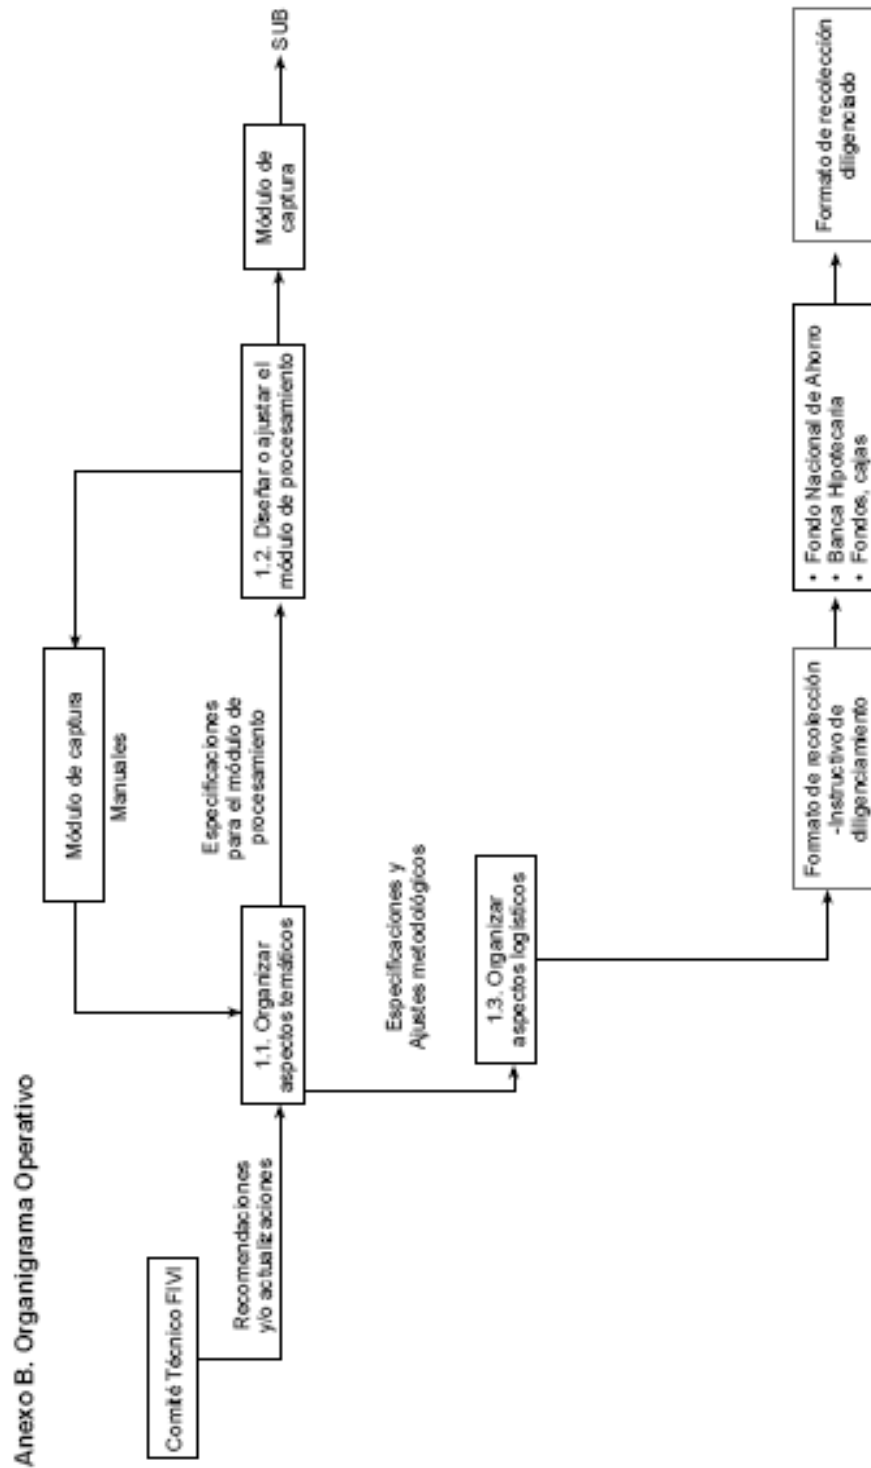 Anexo B. Organigrama Operativo
Comité Técnico FIVI
Recomendaciones
y/o actualizaciones
Módulo de captura
Manuales
1.1. Organizar
aspectos temáticos
Especificaciones
para el módulo de
procesamiento
1.2. Diseñar o ajustar el
módulo de procesamiento
Módulo de
captura
SUB
Especificaciones y
Ajustes metodológicos
1.3. Organizar
aspectos logísticos
Formato de recolección
-Instructivo de
diligenciamiento
• Fondo Nacional de Ahorro
• Banca Hipotecaria
• Fondos, cajas
Formato de recolección
diligenciado